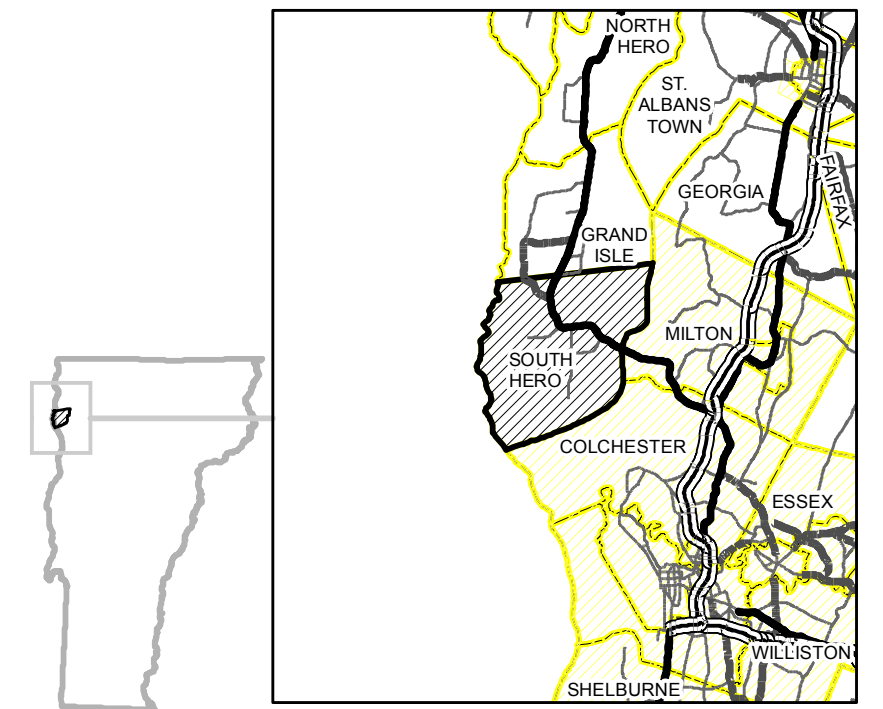 NORTH
HERO
ST.
ALBANS
TOWN
GEORGIA
FAIRFAX
GRAND
ISLE
MILTON
SOUTH
HERO
COLCHESTER
ESSEX
WILLISTON
SHELBURNE